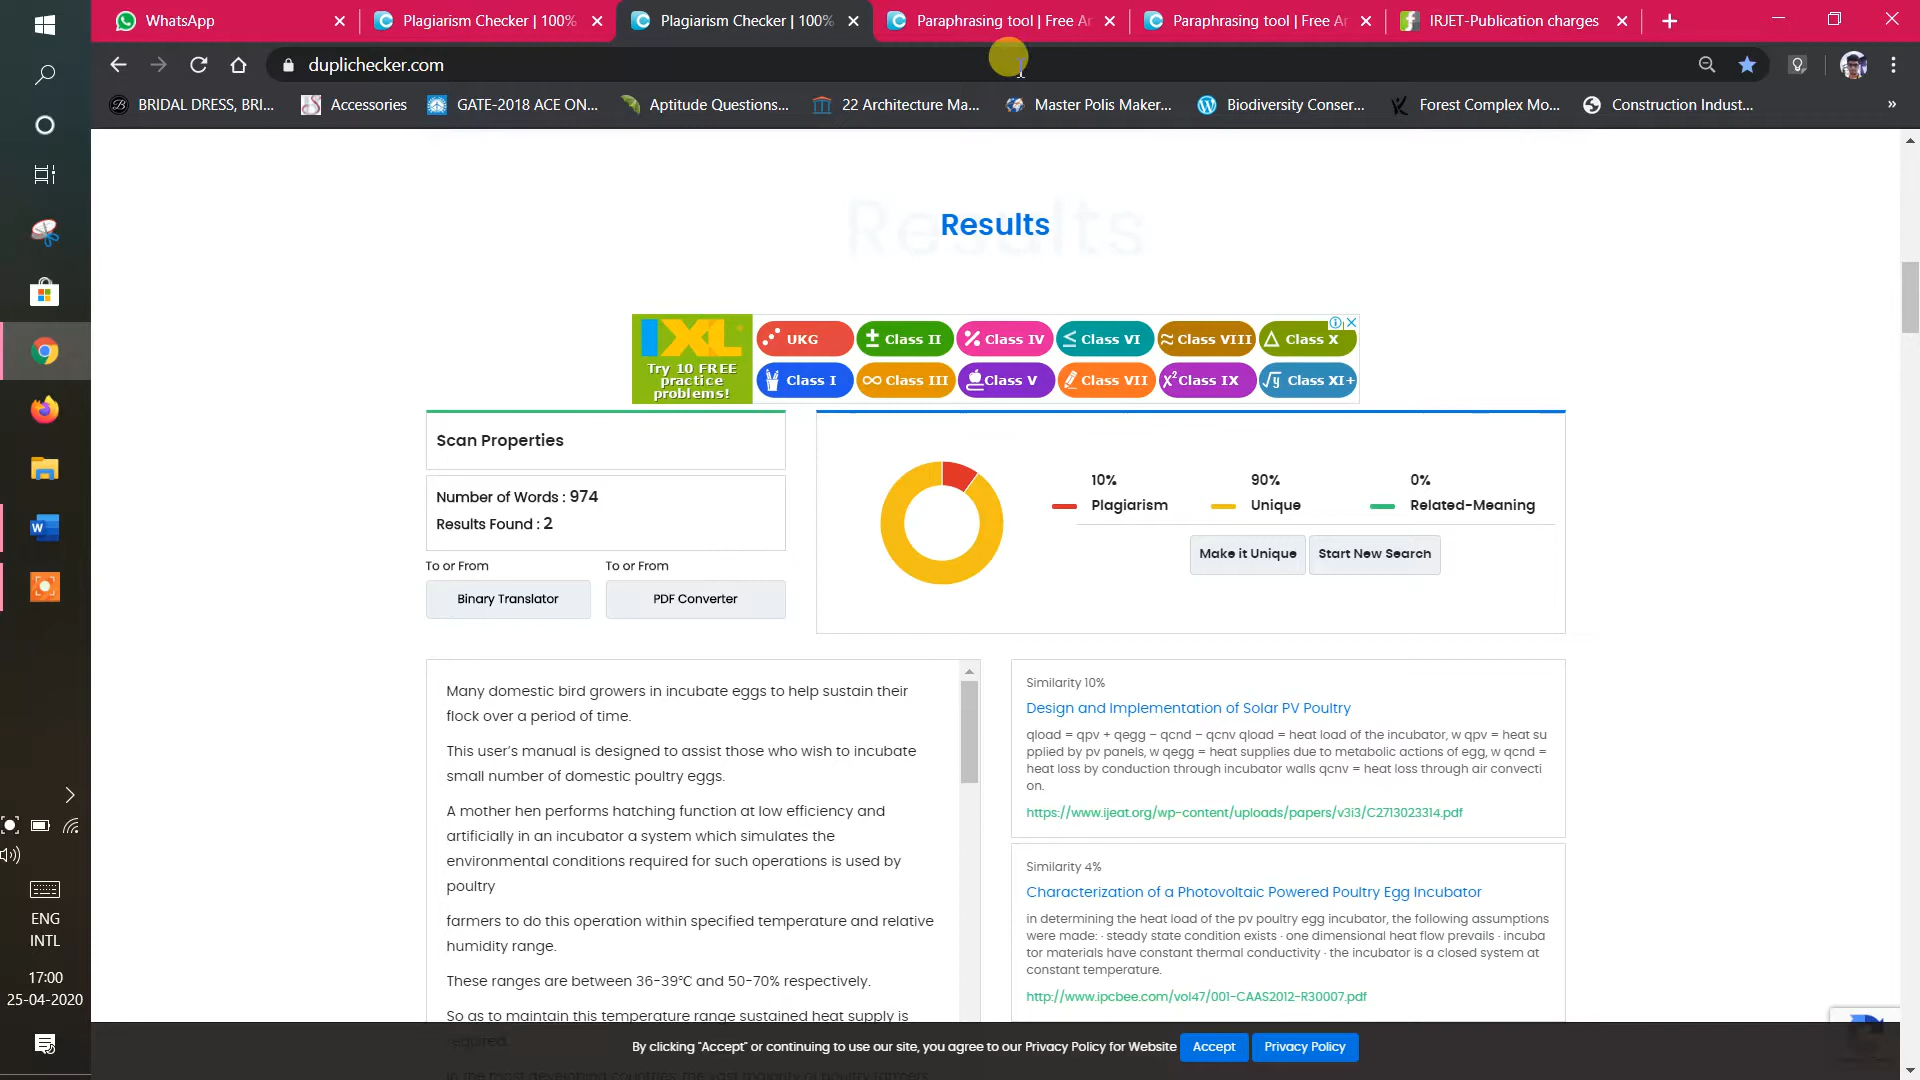 WhatsApp
Plagiarism Checker | 100%
Plagiarism Checker | 100%
Paraphrasing tool | Free Ar
Paraphrasing tool | Free Ar
IRJET-Publication charges
duplichecker.com
BRIDAL DRESS, BRI...
Accessories
GATE-2018 ACE ON...
Aptitude Questions...
22 Architecture Ma...
Master Polis Maker...
Biodiversity Conser...
Forest Complex Mo...
Construction Indust...
Results
Results
IXL
Try 10 FREE
practice
problems!
UKG
Class II
Class IV
Class VI
Class VIII
Class X
Class I
Class III
Class V
Class VII
Class IX
Class XI+
Scan Properties
Number of Words : 974
Results Found : 2
To or From
To or From
Binary Translator
PDF Converter
10%
Plagiarism
90%
Unique
0%
Related-Meaning
Make it Unique
Start New Search
Many domestic bird growers in incubate eggs to help sustain their
flock over a period of time.
This user's manual is designed to assist those who wish to incubate
small number of domestic poultry eggs.
A mother hen performs hatching function at low efficiency and
artificially in an incubator a system which simulates the
environmental conditions required for such operations is used by
poultry
farmers to do this operation within specified temperature and relative
humidity range.
These ranges are between 36-39°C and 50-70% respectively.
So as to maintain this temperature range sustained heat supply is
required.
In the most developed countries, the vast majority of poultry farmers
Similarity 10%
Design and Implementation of Solar PV Poultry
qload = qpv + qegg – qcnd – qcnv qload = heat load of the incubator, w qpv = heat su
pplied by pv panels, w qegg = heat supplies due to metabolic actions of egg, w qcnd =
heat loss by conduction through incubator walls qcnv = heat loss through air convecti
on.
https://www.ijeat.org/wp-content/uploads/papers/v3i3/C2713023314.pdf
Similarity 4%
Characterization of a Photovoltaic Powered Poultry Egg Incubator
in determining the heat load of the pv poultry egg incubator, the following assumptions
were made: · steady state condition exists · one dimensional heat flow prevails · incuba
tor materials have constant thermal conductivity · the incubator is a closed system at
constant temperature.
http://www.ipcbee.com/vol47/001-CAAS2012-R30007.pdf
By clicking "Accept" or continuing to use our site, you agree to our Privacy Policy for Website
Accept
Privacy Policy
ENG
INTL
17:00
25-04-2020